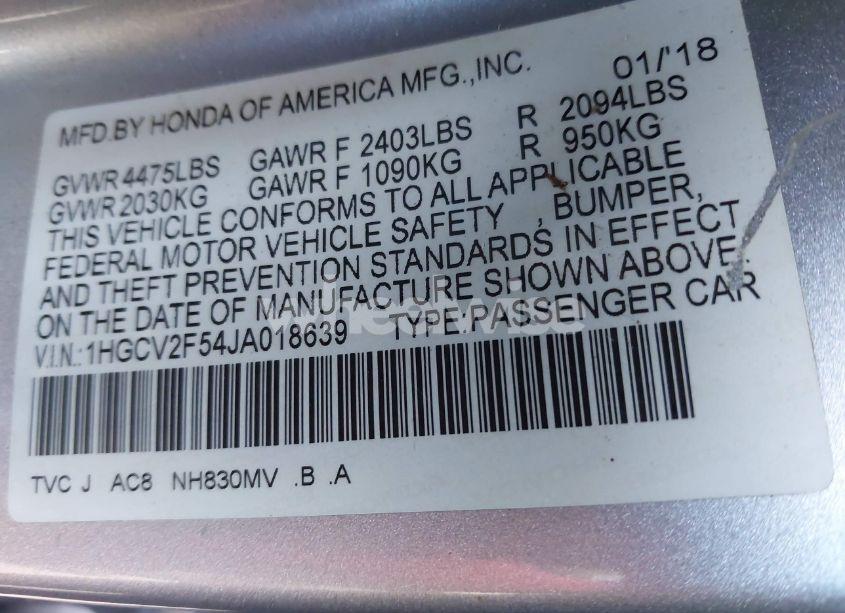 MFD.BY HONDA OF AMERICA MFG.,INC. 01/'18
GVWR 4475LBS GAWR F 2403LBS R 2094LBS
GVWR 2030KG GAWR F 1090KG R 950KG
THIS VEHICLE CONFORMS TO ALL APPLICABLE
FEDERAL MOTOR VEHICLE SAFETY , BUMPER,
AND THEFT PREVENTION STANDARDS IN EFFECT
ON THE DATE OF MANUFACTURE SHOWN ABOVE.
V.I.N.:1HGCV2F54JA018639 TYPE:PASSENGER CAR
TVC J AC8 NH830MV .B .A